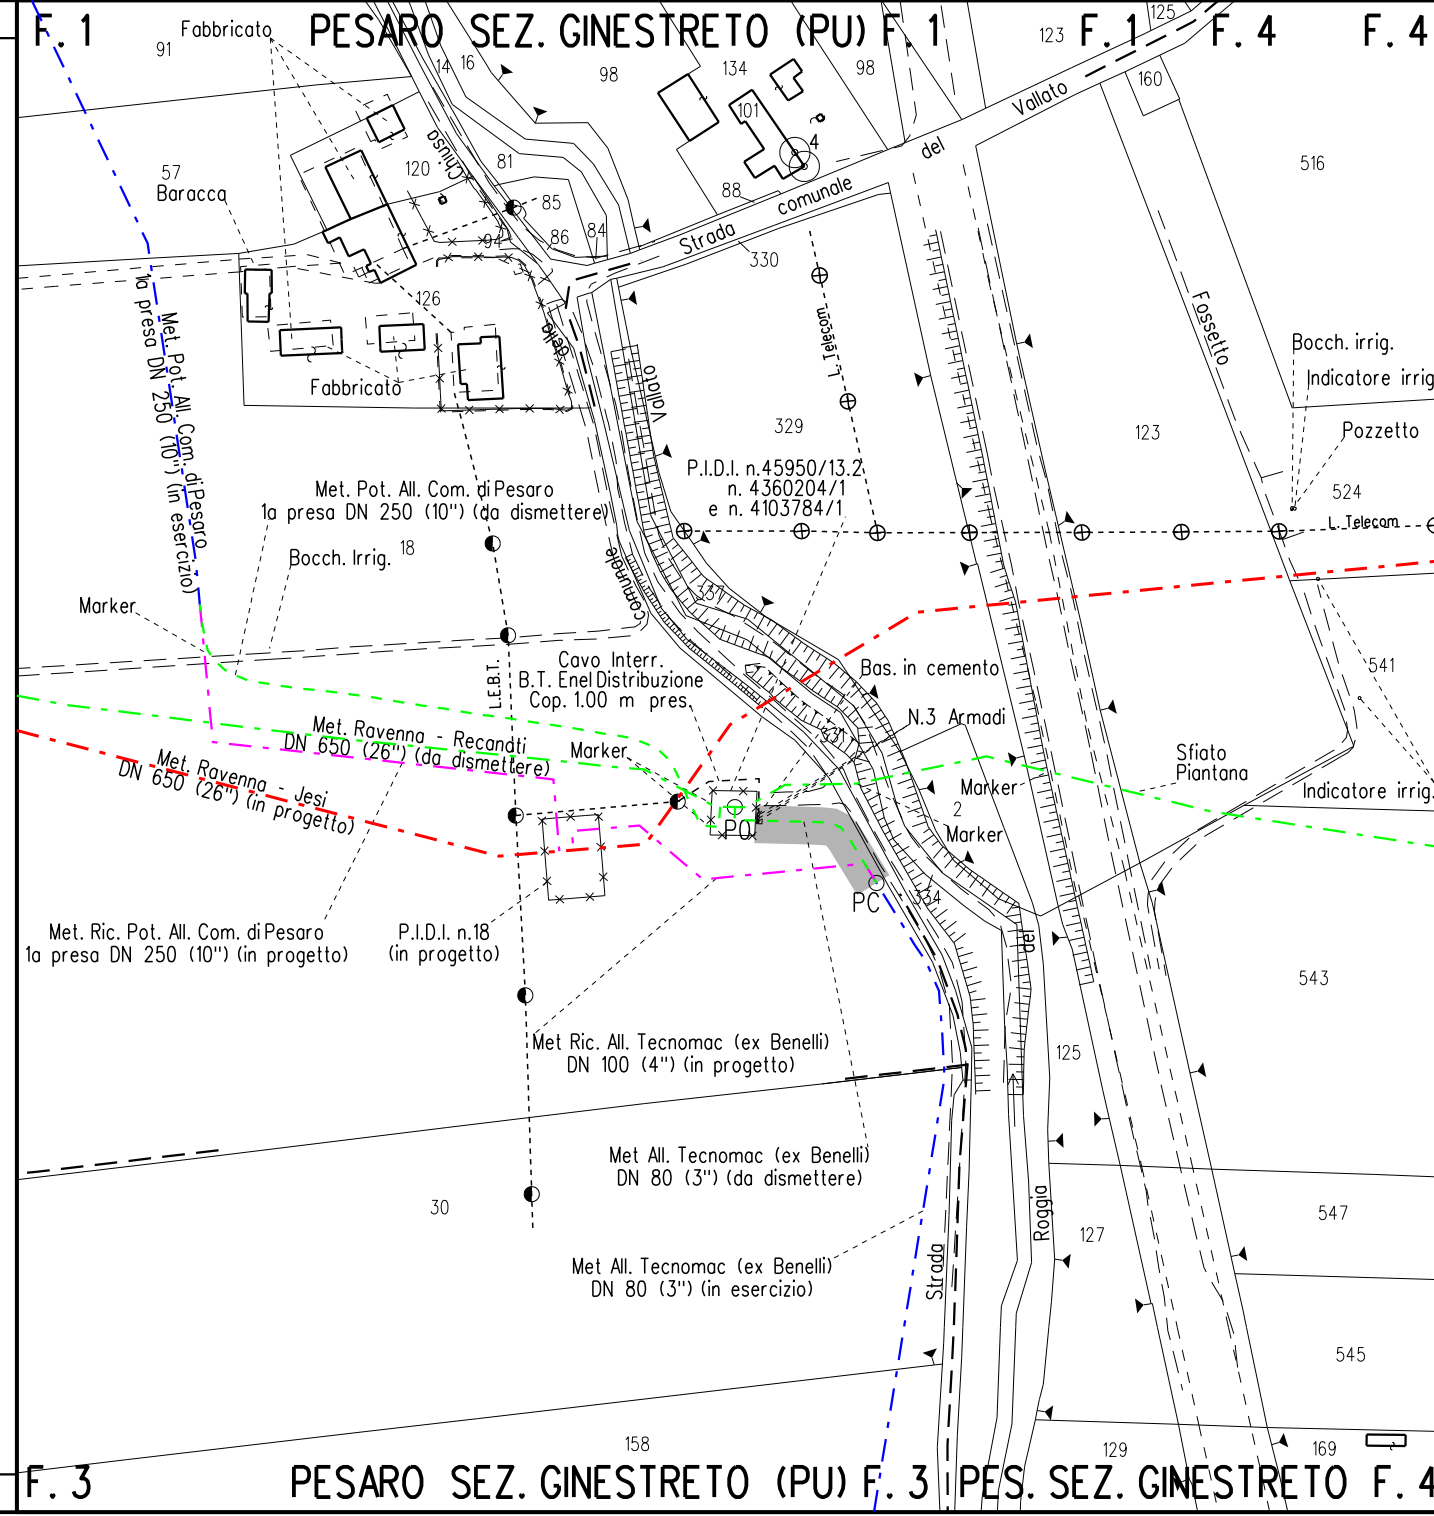 F. 1
PESARO SEZ. GINESTRETO (PU) F. 1
F. 1
F. 4
F. 4
125
123
91
Fabbricato
14
16
98
134
98
160
101
Vallato
4
del
516
Chiusa
81
120
57
Baracca
88
comunale
85
84
86
94
Strada
330
126
Fossetto
1a presa DN 250 (10") (in esercizio)
Met. Pot. All. Com. di Pesaro
L. Telecom
dello
Bocch. irrig.
Indicatore irrig.
Vallato
Fabbricato
329
123
Pozzetto
P.I.D.I. n.45950/13.2
n. 4360204/1
e n. 4103784/1
Met. Pot. All. Com. di Pesaro
1a presa DN 250 (10") (da dismettere)
524
L. Telecom
Bocch. Irrig.
18
Comunale
337
Marker
Cavo Interr.
B.T. Enel Distribuzione
Cop. 1.00 m pres.
Bas. in cemento
541
L.E.B.T.
N.3 Armadi
331
Met. Ravenna - Recanati
DN 650 (26") (da dismettere)
Marker
Sfiato
Piantana
Met. Ravenna - Jesi
DN 650 (26") (in progetto)
Marker
Indicatore irrig.
2
Marker
PO
PC
334
Met. Ric. Pot. All. Com. di Pesaro
1a presa DN 250 (10") (in progetto)
P.I.D.I. n.18
(in progetto)
del
543
Met Ric. All. Tecnomac (ex Benelli)
DN 100 (4") (in progetto)
125
Met All. Tecnomac (ex Benelli)
DN 80 (3") (da dismettere)
30
Roggia
547
127
Met All. Tecnomac (ex Benelli)
DN 80 (3") (in esercizio)
Strada
545
158
129
169
F. 3
PESARO SEZ. GINESTRETO (PU) F. 3
PES. SEZ. GINESTRETO F. 4